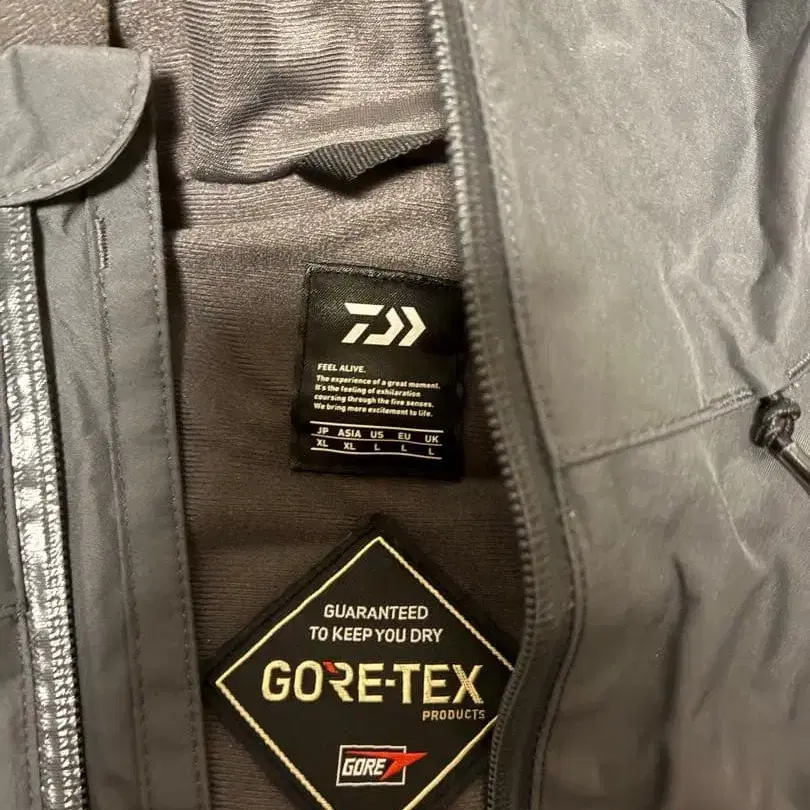 FEEL ALIVE.
The experience of a great moment.
It's the feeling of exhilaration
coursing through the five senses.
We bring more excitement to life.
JP ASIA US EU UK
XL XL L L L
GUARANTEED
TO KEEP YOU DRY
GORE-TEX
PRODUCTS
GORE